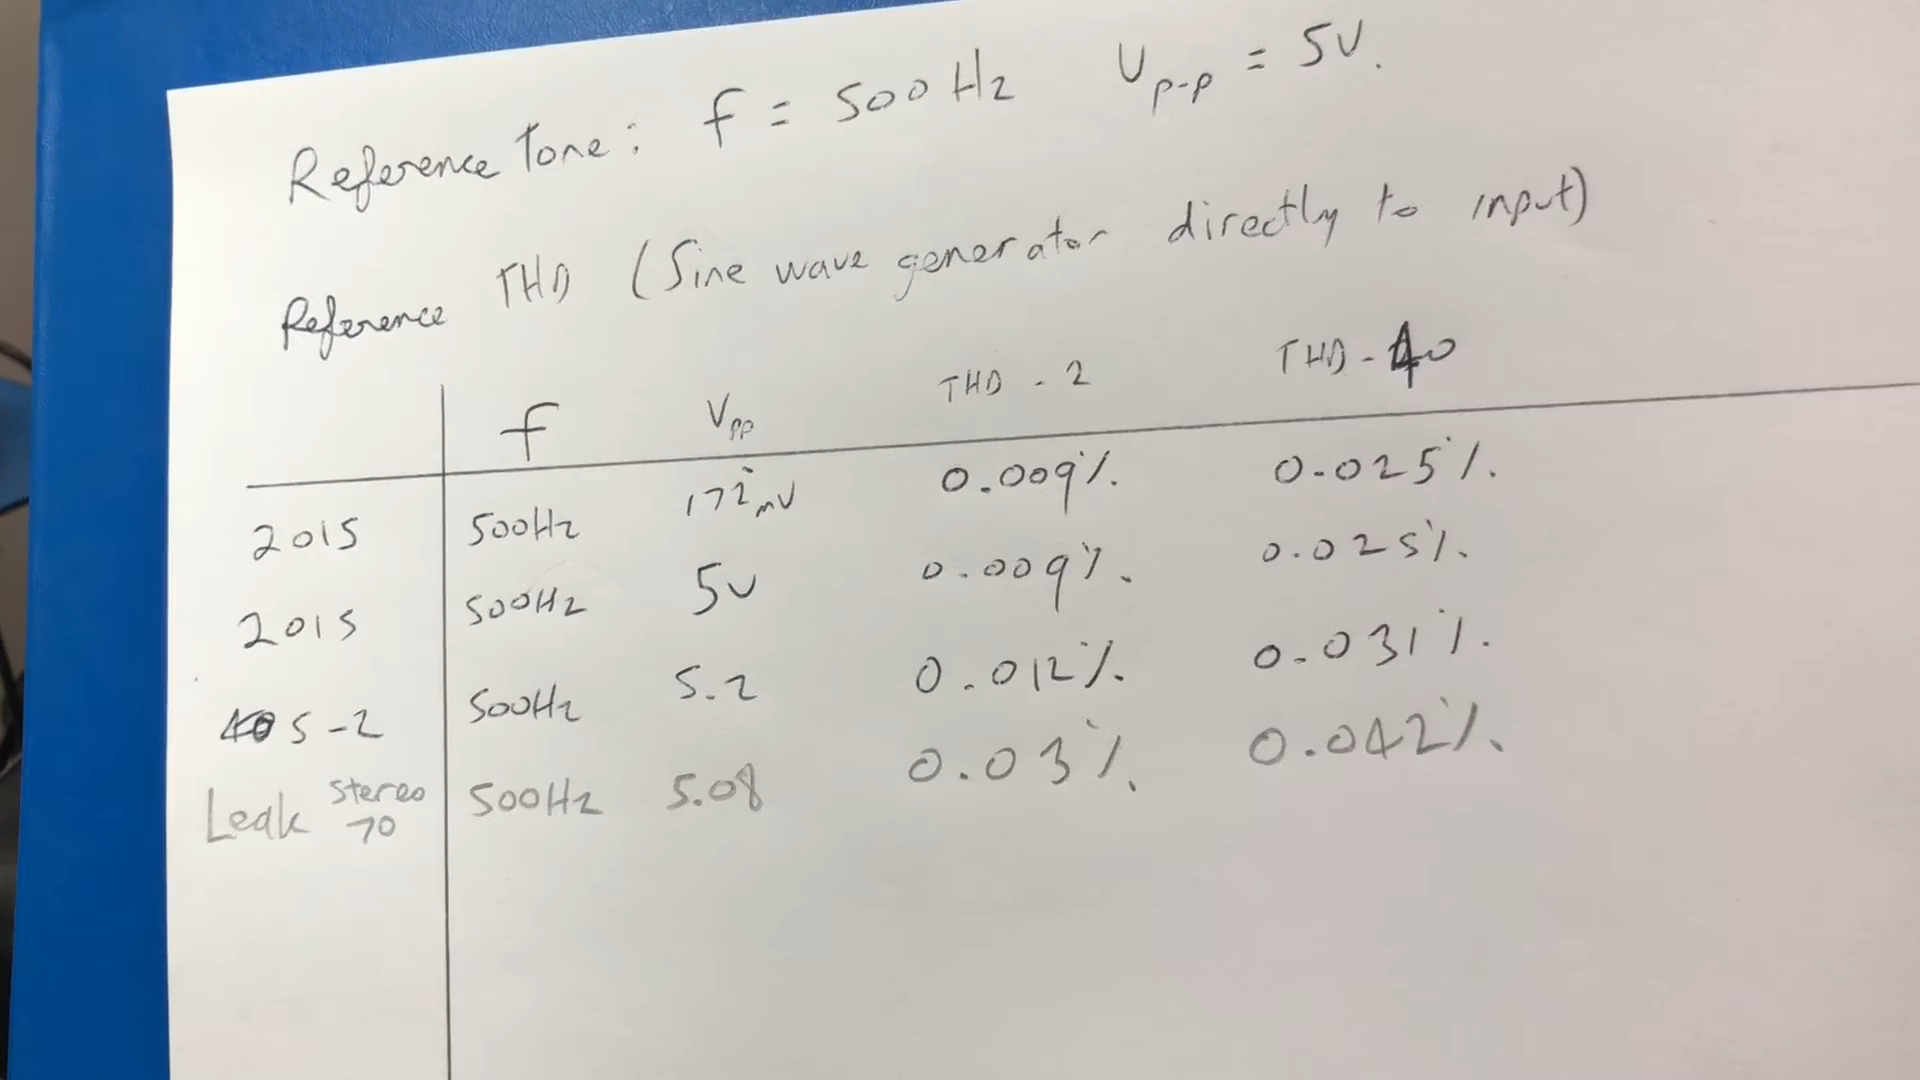 Reference Tone: f = 500Hz Vp-p = 5V.
Reference THD (Sine wave generator directly to input)
f Vpp THD - 2 THD - 40
2015 500Hz 172mV 0.009% 0.025%
2015 500Hz 5V 0.009% 0.025%
405-2 500Hz 5.2 0.012% 0.031%
Leak Stereo 70 500Hz 5.08 0.03% 0.042%